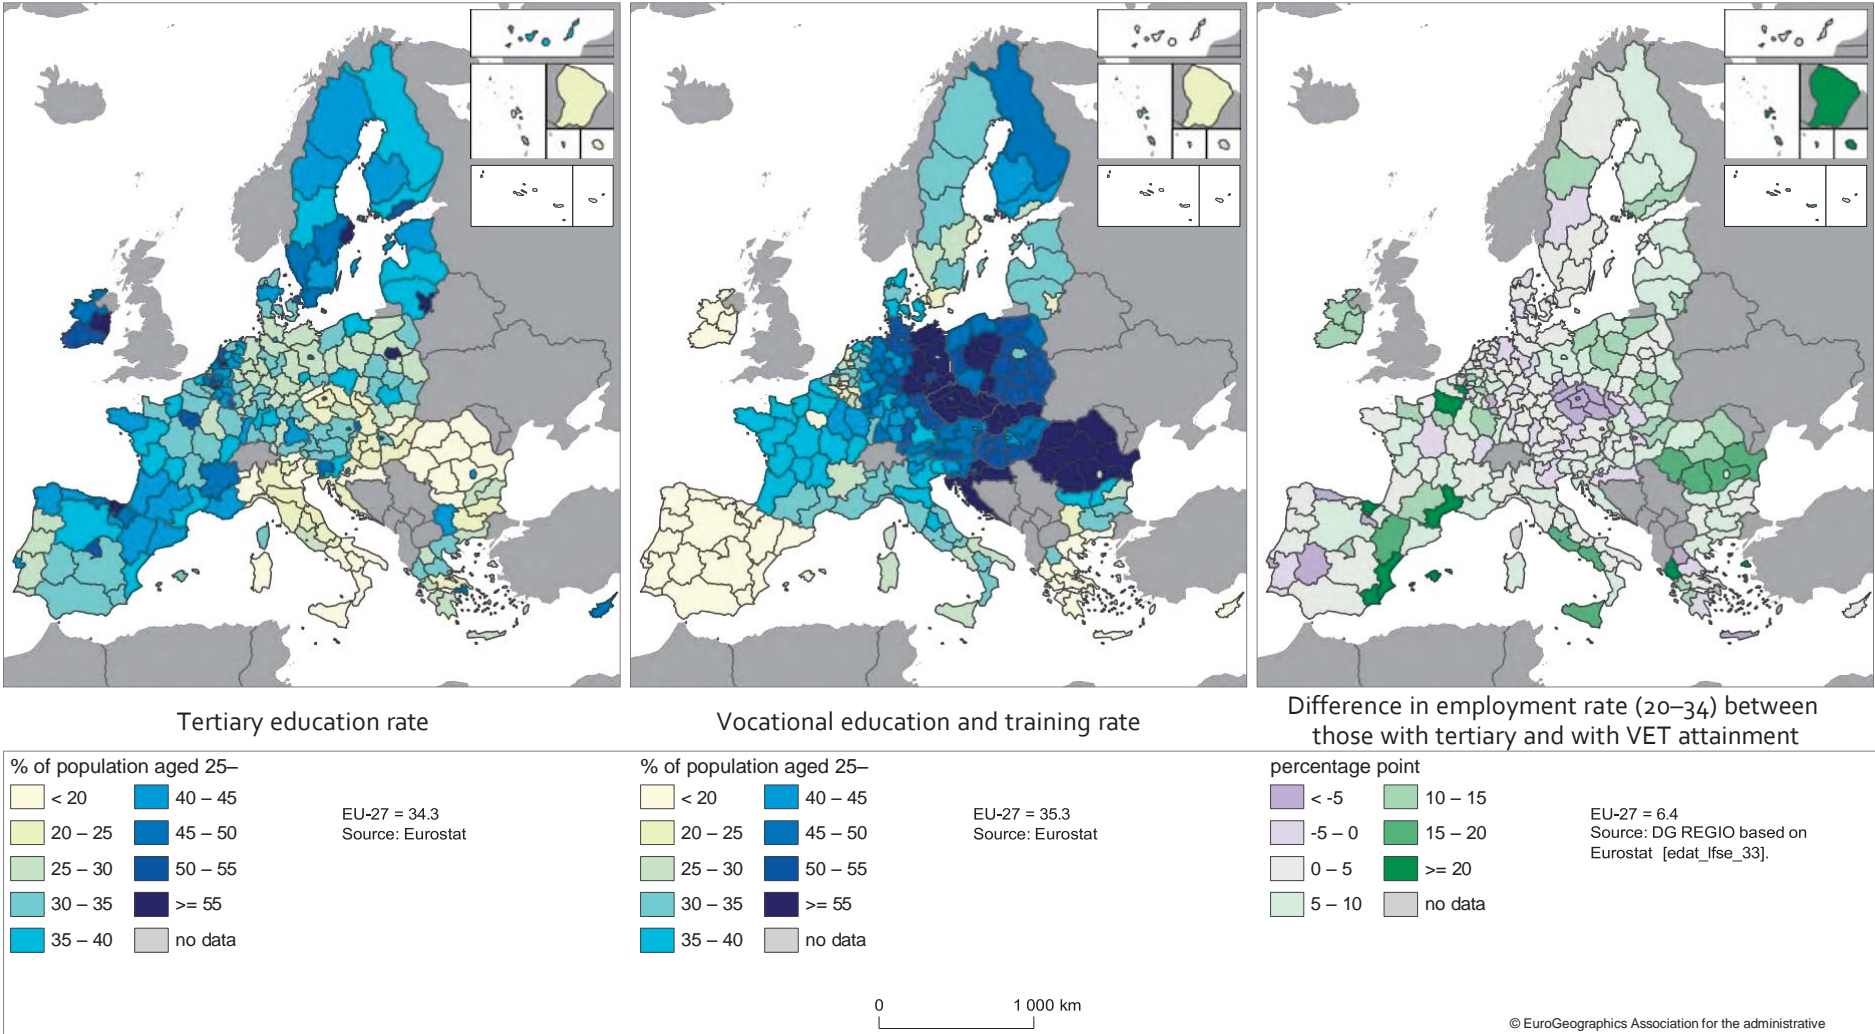 Tertiary education rate
Vocational education and training rate
Difference in employment rate (20–34) between
those with tertiary and with VET attainment
% of population aged 25–
< 20
20 – 25
25 – 30
30 – 35
35 – 40
40 – 45
45 – 50
50 – 55
>= 55
no data
EU-27 = 34.3
Source: Eurostat
% of population aged 25–
< 20
20 – 25
25 – 30
30 – 35
35 – 40
40 – 45
45 – 50
50 – 55
>= 55
no data
EU-27 = 35.3
Source: Eurostat
percentage point
< -5
-5 – 0
0 – 5
5 – 10
10 – 15
15 – 20
>= 20
no data
EU-27 = 6.4
Source: DG REGIO based on
Eurostat [edat_lfse_33].
0 1 000 km
© EuroGeographics Association for the administrative